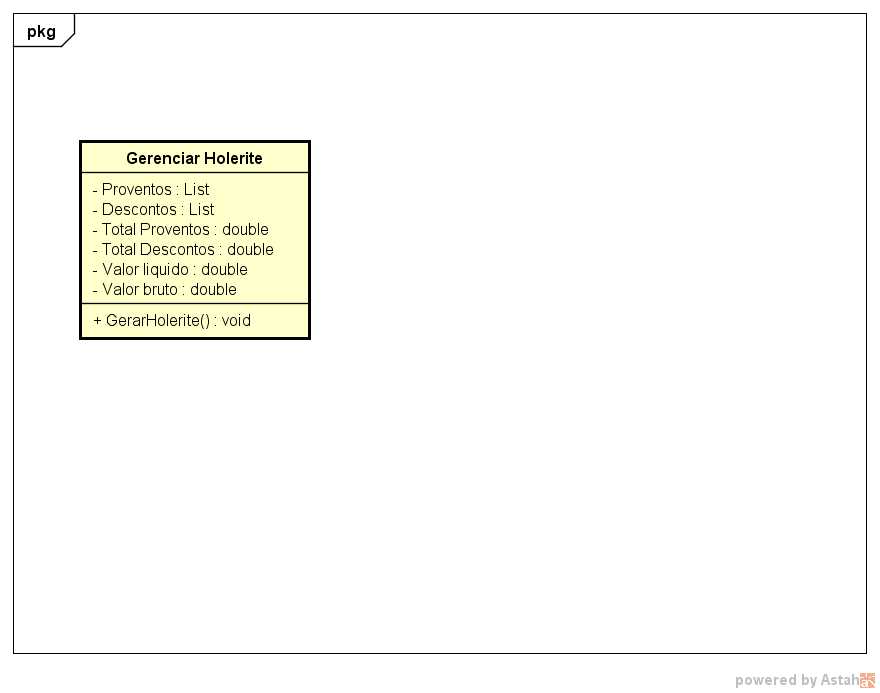 pkg
Gerenciar Holerite
- Proventos : List
- Descontos : List
- Total Proventos : double
- Total Descontos : double
- Valor liquido : double
- Valor bruto : double
+ GerarHolerite() : void
powered by Astah